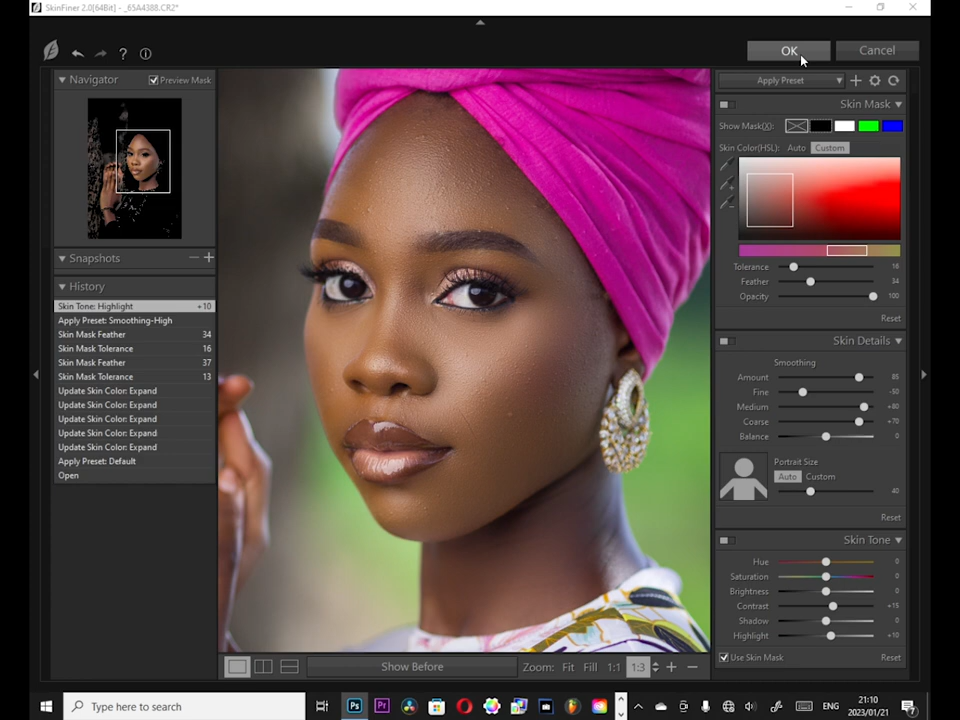 SkinFiner 2.0[64Bit] - _65A4388.CR2*
OK
Cancel
Navigator
Preview Mask
Snapshots
History
Skin Tone: Highlight +10
Apply Preset: Smoothing-High
Skin Mask Feather 34
Skin Mask Tolerance 16
Skin Mask Feather 37
Skin Mask Tolerance 13
Update Skin Color: Expand
Update Skin Color: Expand
Update Skin Color: Expand
Update Skin Color: Expand
Update Skin Color: Expand
Apply Preset: Default
Open
Apply Preset
Skin Mask
Show Mask(X):
Skin Color(HSL): Auto Custom
Tolerance 16
Feather 34
Opacity 100
Reset
Skin Details
Smoothing
Amount 85
Fine -50
Medium +80
Coarse +70
Balance 0
Portrait Size
Auto Custom
40
Reset
Skin Tone
Hue 0
Saturation 0
Brightness 0
Contrast +15
Shadow 0
Highlight +10
Use Skin Mask Reset
Show Before
Zoom: Fit Fill 1:1 1:3
Type here to search
Ps
Pr
ENG
21:10
2023/01/21
7